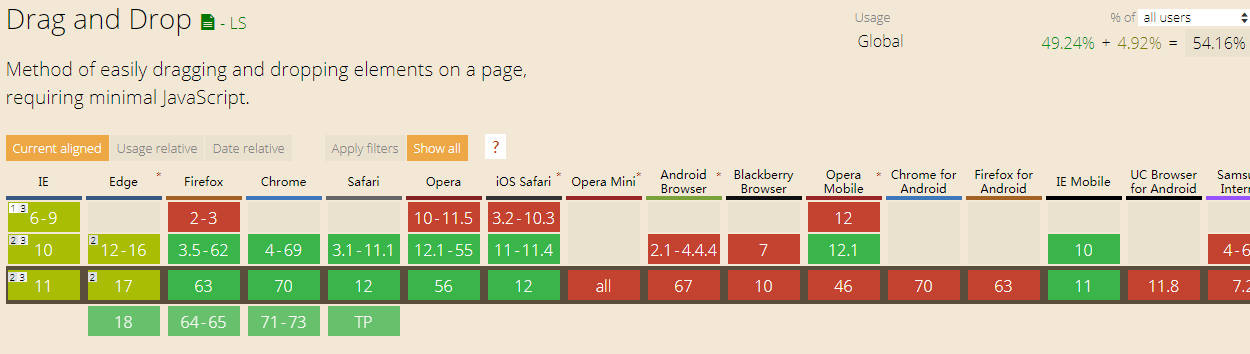 Drag and Drop - LS
Usage % of all users
Global 49.24% + 4.92% = 54.16%
Method of easily dragging and dropping elements on a page,
requiring minimal JavaScript.
Current aligned Usage relative Date relative Apply filters Show all ?
IE Edge * Firefox Chrome Safari Opera iOS Safari * Opera Mini * Android Browser * Blackberry Browser Opera Mobile * Chrome for Android Firefox for Android IE Mobile UC Browser for Android Samsu Intern
1 3 6-9 2-3 10-11.5 3.2-10.3 12
2 3 10 2 12-16 3.5-62 4-69 3.1-11.1 12.1-55 11-11.4 2.1-4.4.4 7 12.1 10 4-6
2 3 11 2 17 63 70 12 56 12 all 67 10 46 70 63 11 11.8 7.2
18 64-65 71-73 TP